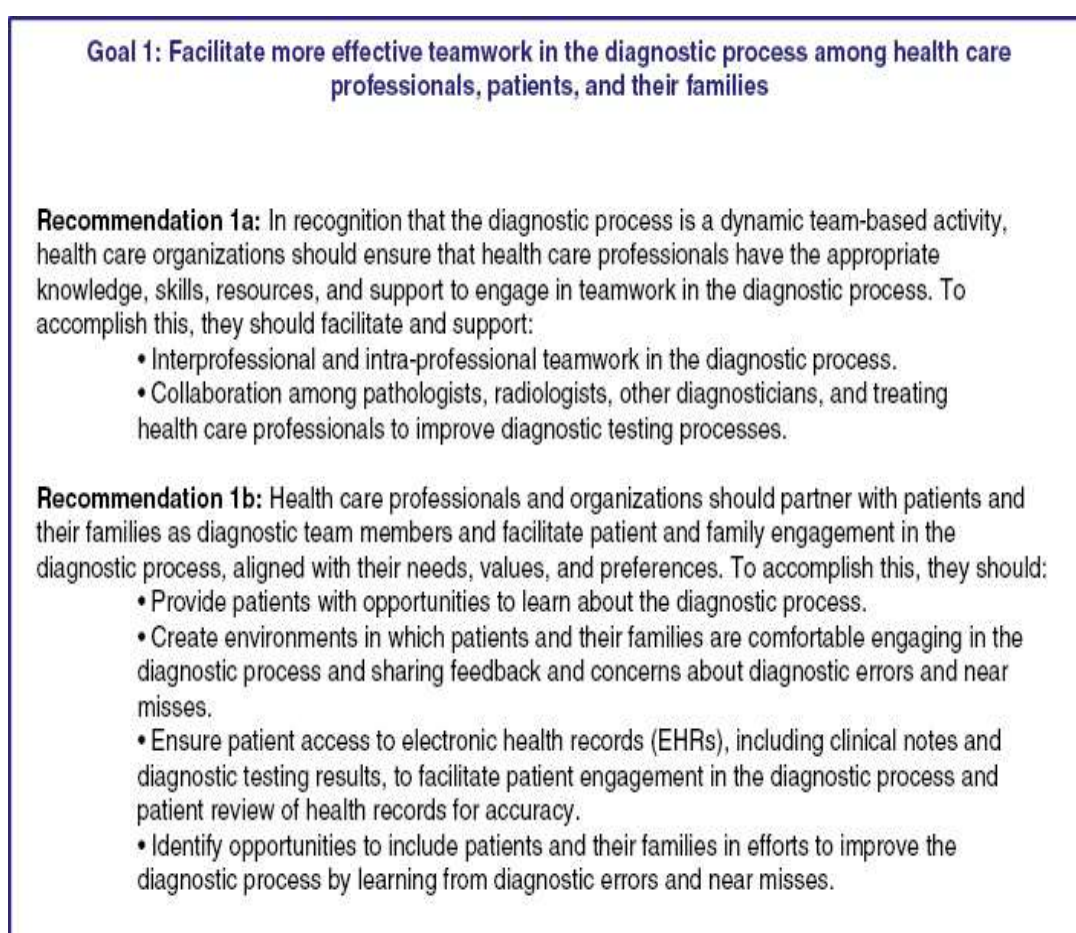 Goal 1: Facilitate more effective teamwork in the diagnostic process among health care
professionals, patients, and their families
Recommendation 1a: In recognition that the diagnostic process is a dynamic team-based activity,
health care organizations should ensure that health care professionals have the appropriate
knowledge, skills, resources, and support to engage in teamwork in the diagnostic process. To
accomplish this, they should facilitate and support:
• Interprofessional and intra-professional teamwork in the diagnostic process.
• Collaboration among pathologists, radiologists, other diagnosticians, and treating
health care professionals to improve diagnostic testing processes.
Recommendation 1b: Health care professionals and organizations should partner with patients and
their families as diagnostic team members and facilitate patient and family engagement in the
diagnostic process, aligned with their needs, values, and preferences. To accomplish this, they should:
• Provide patients with opportunities to learn about the diagnostic process.
• Create environments in which patients and their families are comfortable engaging in the
diagnostic process and sharing feedback and concerns about diagnostic errors and near
misses.
• Ensure patient access to electronic health records (EHRs), including clinical notes and
diagnostic testing results, to facilitate patient engagement in the diagnostic process and
patient review of health records for accuracy.
• Identify opportunities to include patients and their families in efforts to improve the
diagnostic process by learning from diagnostic errors and near misses.